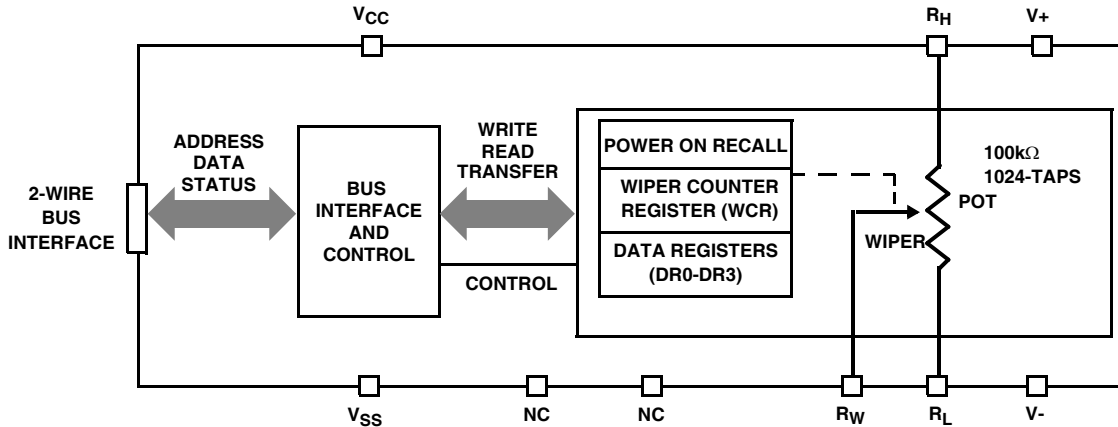 VCC
RH
V+
ADDRESS
DATA
STATUS
WRITE
READ
TRANSFER
POWER ON RECALL
100kΩ
1024-TAPS
2-WIRE
BUS
INTERFACE
BUS
INTERFACE
AND
CONTROL
WIPER COUNTER
REGISTER (WCR)
POT
WIPER
DATA REGISTERS
(DR0-DR3)
CONTROL
VSS
NC
NC
RW
RL
V-